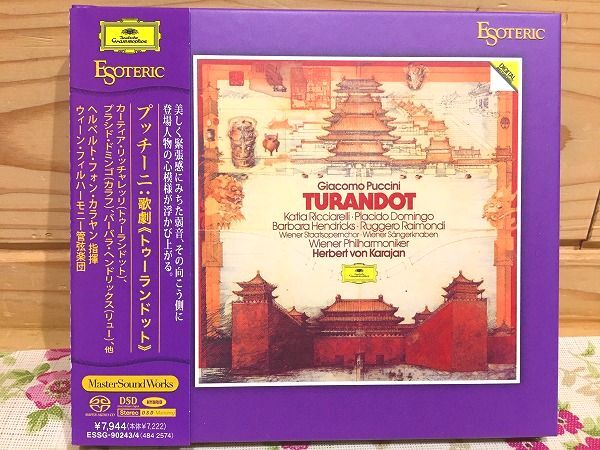 Deutsche
Grammophon
ESOTERIC
美しく緊張感にみちた弱音、その向こう側に
登場人物の心模様が浮かび上がる。
プッチーニ:歌劇《トゥーランドット》
カーティア・リッチャレッリ(トゥーランドット)、
プラシド・ドミンゴ(カラフ)、バーバラ・ヘンドリックス(リュー)、他
ヘルベルト・フォン・カラヤン 指揮
ウィーン・フィルハーモニー管弦楽団
MasterSoundWorks
SUPER AUDIO CD
DSD
HYBRID
Stereo
DSD Mastering
¥7,944(本体¥7,222)
ESSG-90243/4(484 2574)
ESOTERIC
DIGITAL
Giacomo Puccini
TURANDOT
Katia Ricciarelli · Placido Domingo
Barbara Hendricks · Ruggero Raimondi
Wiener Staatsopernchor · Wiener Sängerknaben
Wiener Philharmoniker
Herbert von Karajan